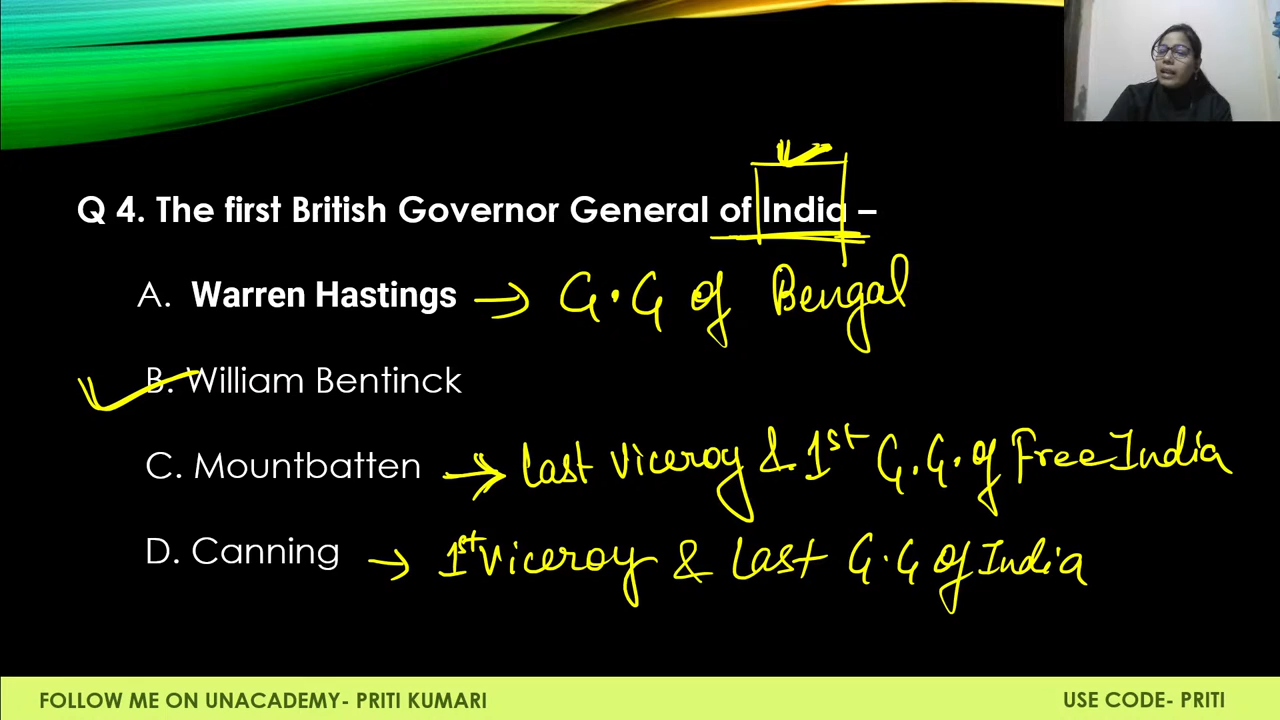 Q 4. The first British Governor General of India –
A. Warren Hastings → G.G of Bengal
B. William Bentinck
C. Mountbatten → Last Viceroy & 1st G.G. of Free India
D. Canning → 1st Viceroy & Last G.G of India
FOLLOW ME ON UNACADEMY- PRITI KUMARI
USE CODE- PRITI